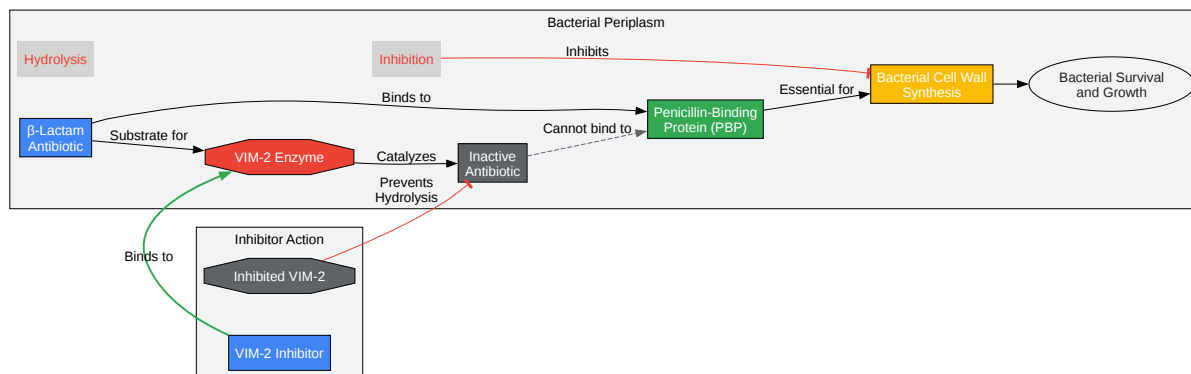 Bacterial Periplasm
Hydrolysis
Inhibition
Inhibits
Bacterial Cell Wall
Synthesis
Bacterial Survival
and Growth
Binds to
Essential for
Penicillin-Binding
Protein (PBP)
β-Lactam
Antibiotic
Substrate for
Cannot bind to
VIM-2 Enzyme
Catalyzes
Inactive
Antibiotic
Prevents
Hydrolysis
Inhibitor Action
Binds to
Inhibited VIM-2
VIM-2 Inhibitor